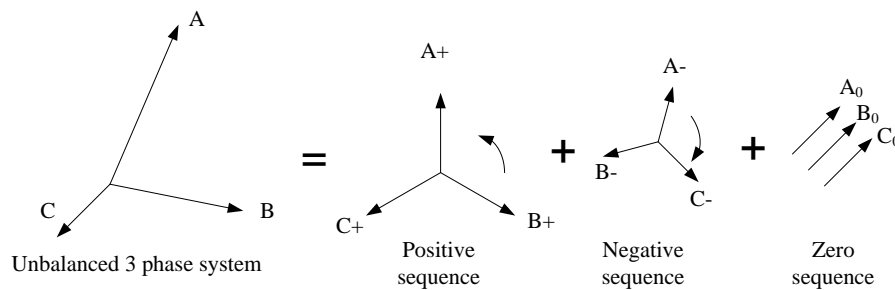 A
C
B
Unbalanced 3 phase system
=
A+
C+
B+
Positive
sequence
+
A-
B-
C-
Negative
sequence
+
A₀
B₀
C₀
Zero
sequence